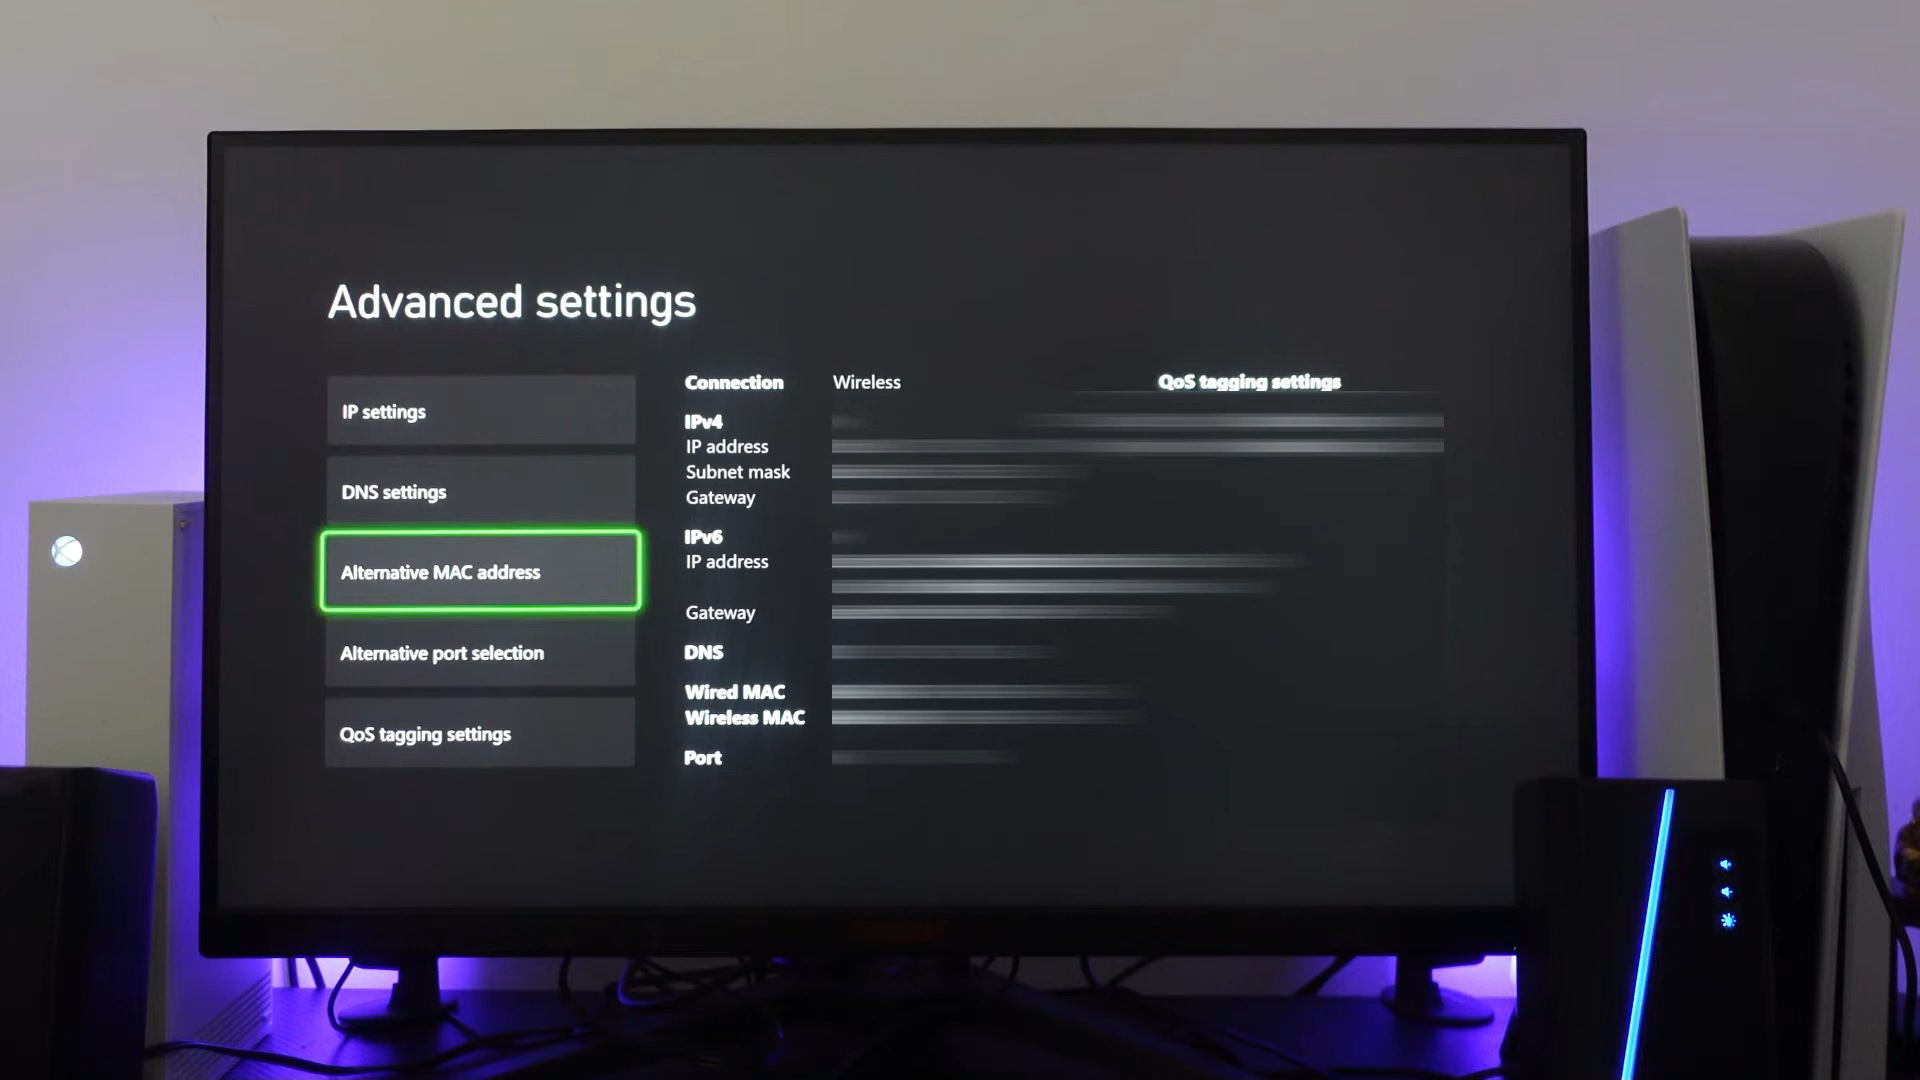 Advanced settings
IP settings
DNS settings
Alternative MAC address
Alternative port selection
QoS tagging settings
Connection Wireless
IPv4
IP address
Subnet mask
Gateway
IPv6
IP address
Gateway
DNS
Wired MAC
Wireless MAC
Port
QoS tagging settings